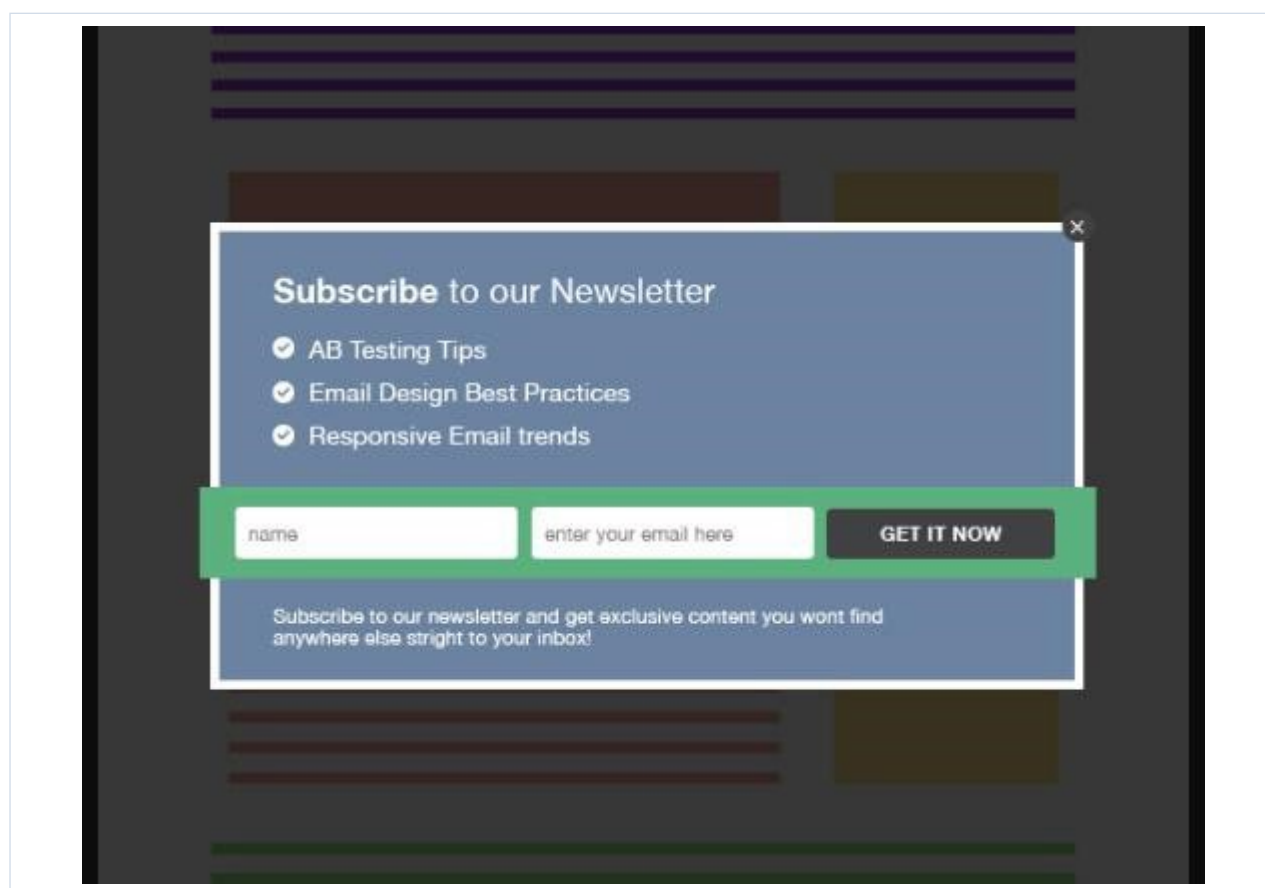 Subscribe to our Newsletter
AB Testing Tips
Email Design Best Practices
Responsive Email trends
name
enter your email here
GET IT NOW
Subscribe to our newsletter and get exclusive content you wont find
anywhere else stright to your inbox!